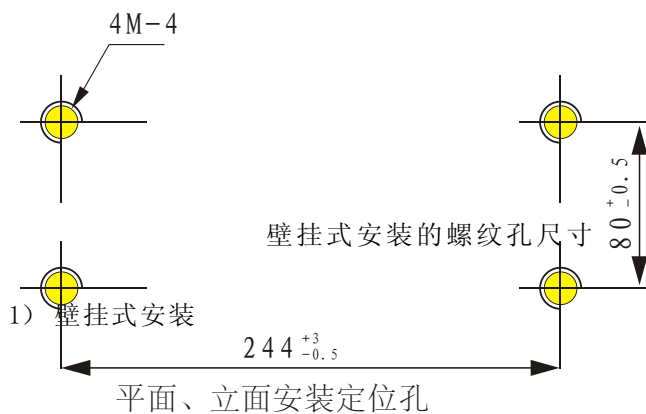 4M-4
壁挂式安装的螺纹孔尺寸
80±0.5
1） 壁挂式安装
244 +3 -0.5
平面、立面安装定位孔